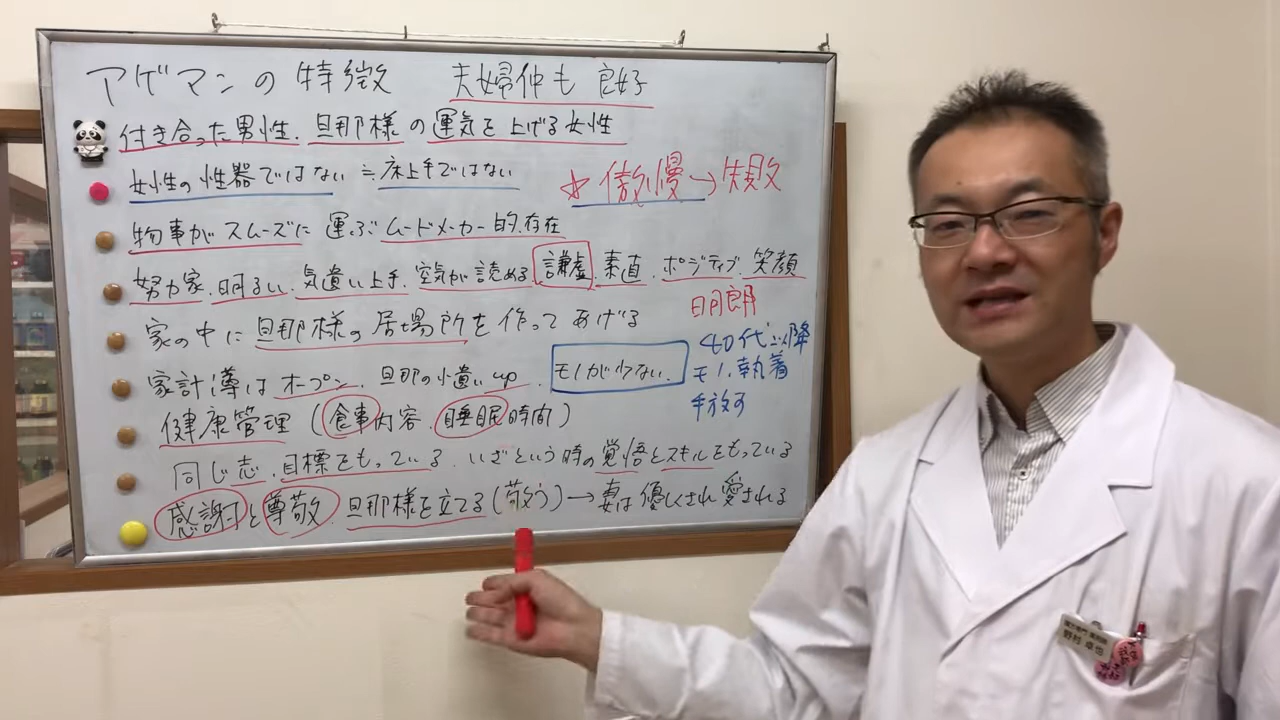 アゲマンの特徴 夫婦仲も良好
付き合った男性、旦那様の運気を上げる女性
女性の性器ではない ≒床上手ではない
☆傲慢→失敗
物事がスムーズに運ぶムードメーカー的存在
努力家、明るい、気遣い上手、空気が読める、謙虚、素直、ポジティブ、笑顔
明朗
家の中に旦那様の居場所を作ってあげる
40代以降
モノ、執着
手放す
家計簿はオープン、旦那の小遣いup、モノが少ない、
健康管理(食事内容、睡眠時間)
同じ志、目標をもっている、いざという時の覚悟とスキルをもっている
感謝と尊敬、旦那様を立てる(敬う)→妻は優しくされ愛される
野村卓也